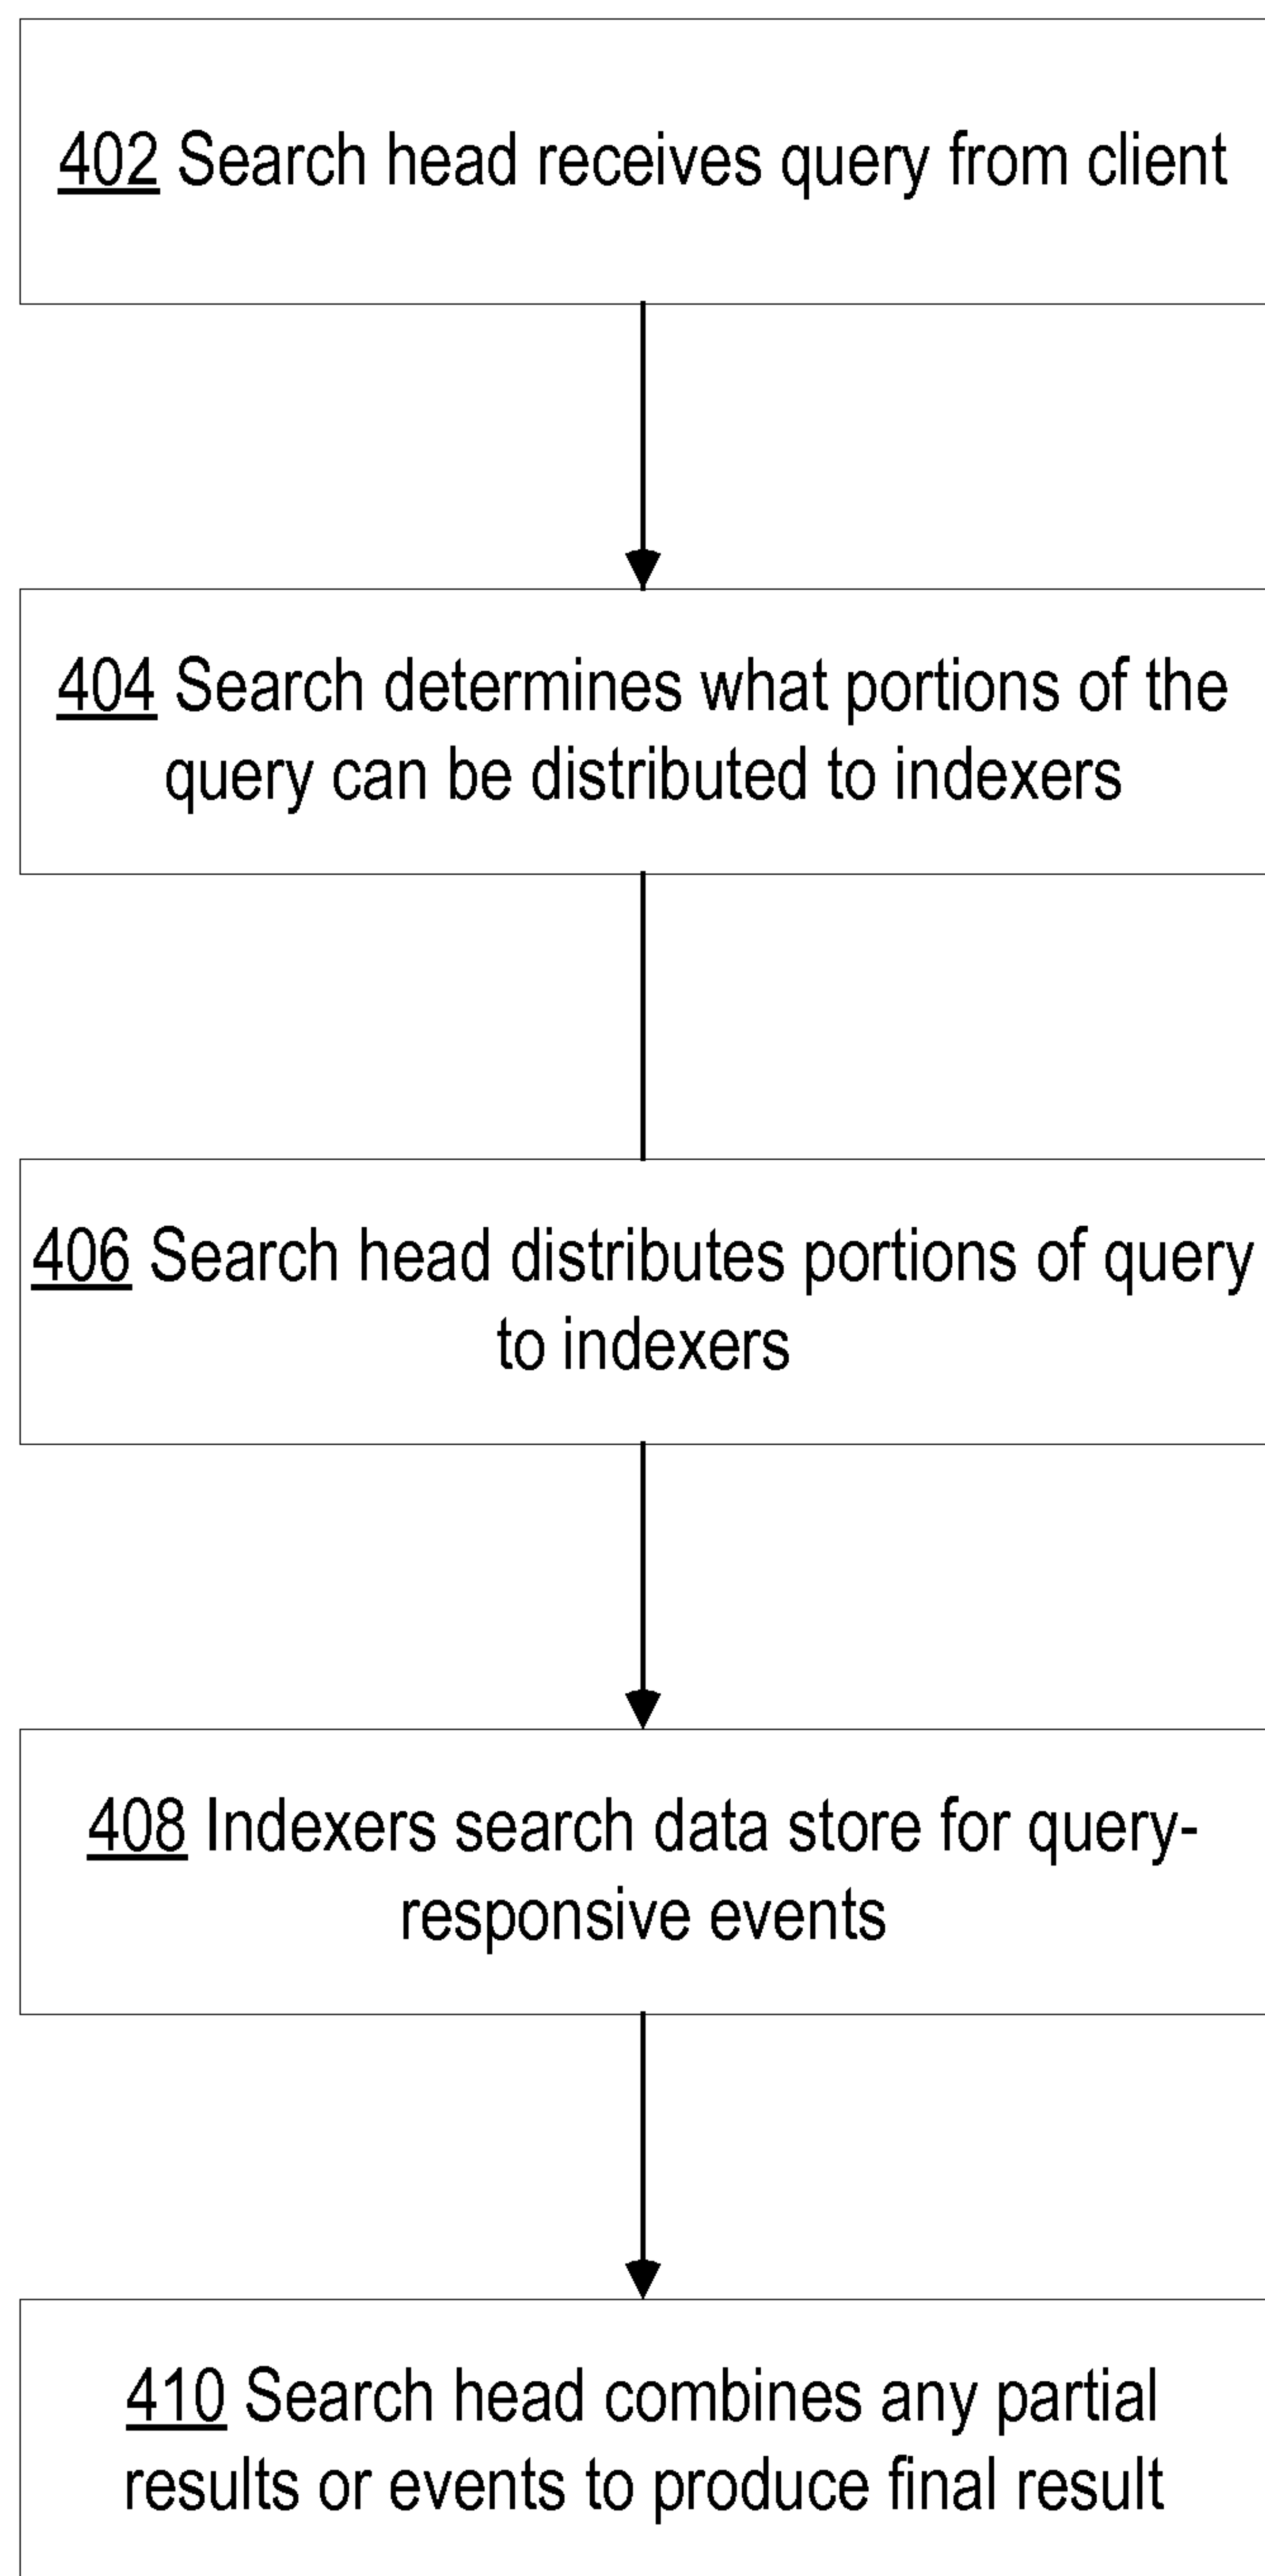 402 Search head receives query from client
404 Search determines what portions of the
query can be distributed to indexers
406 Search head distributes portions of query
to indexers
408 Indexers search data store for query-
responsive events
410 Search head combines any partial
results or events to produce final result